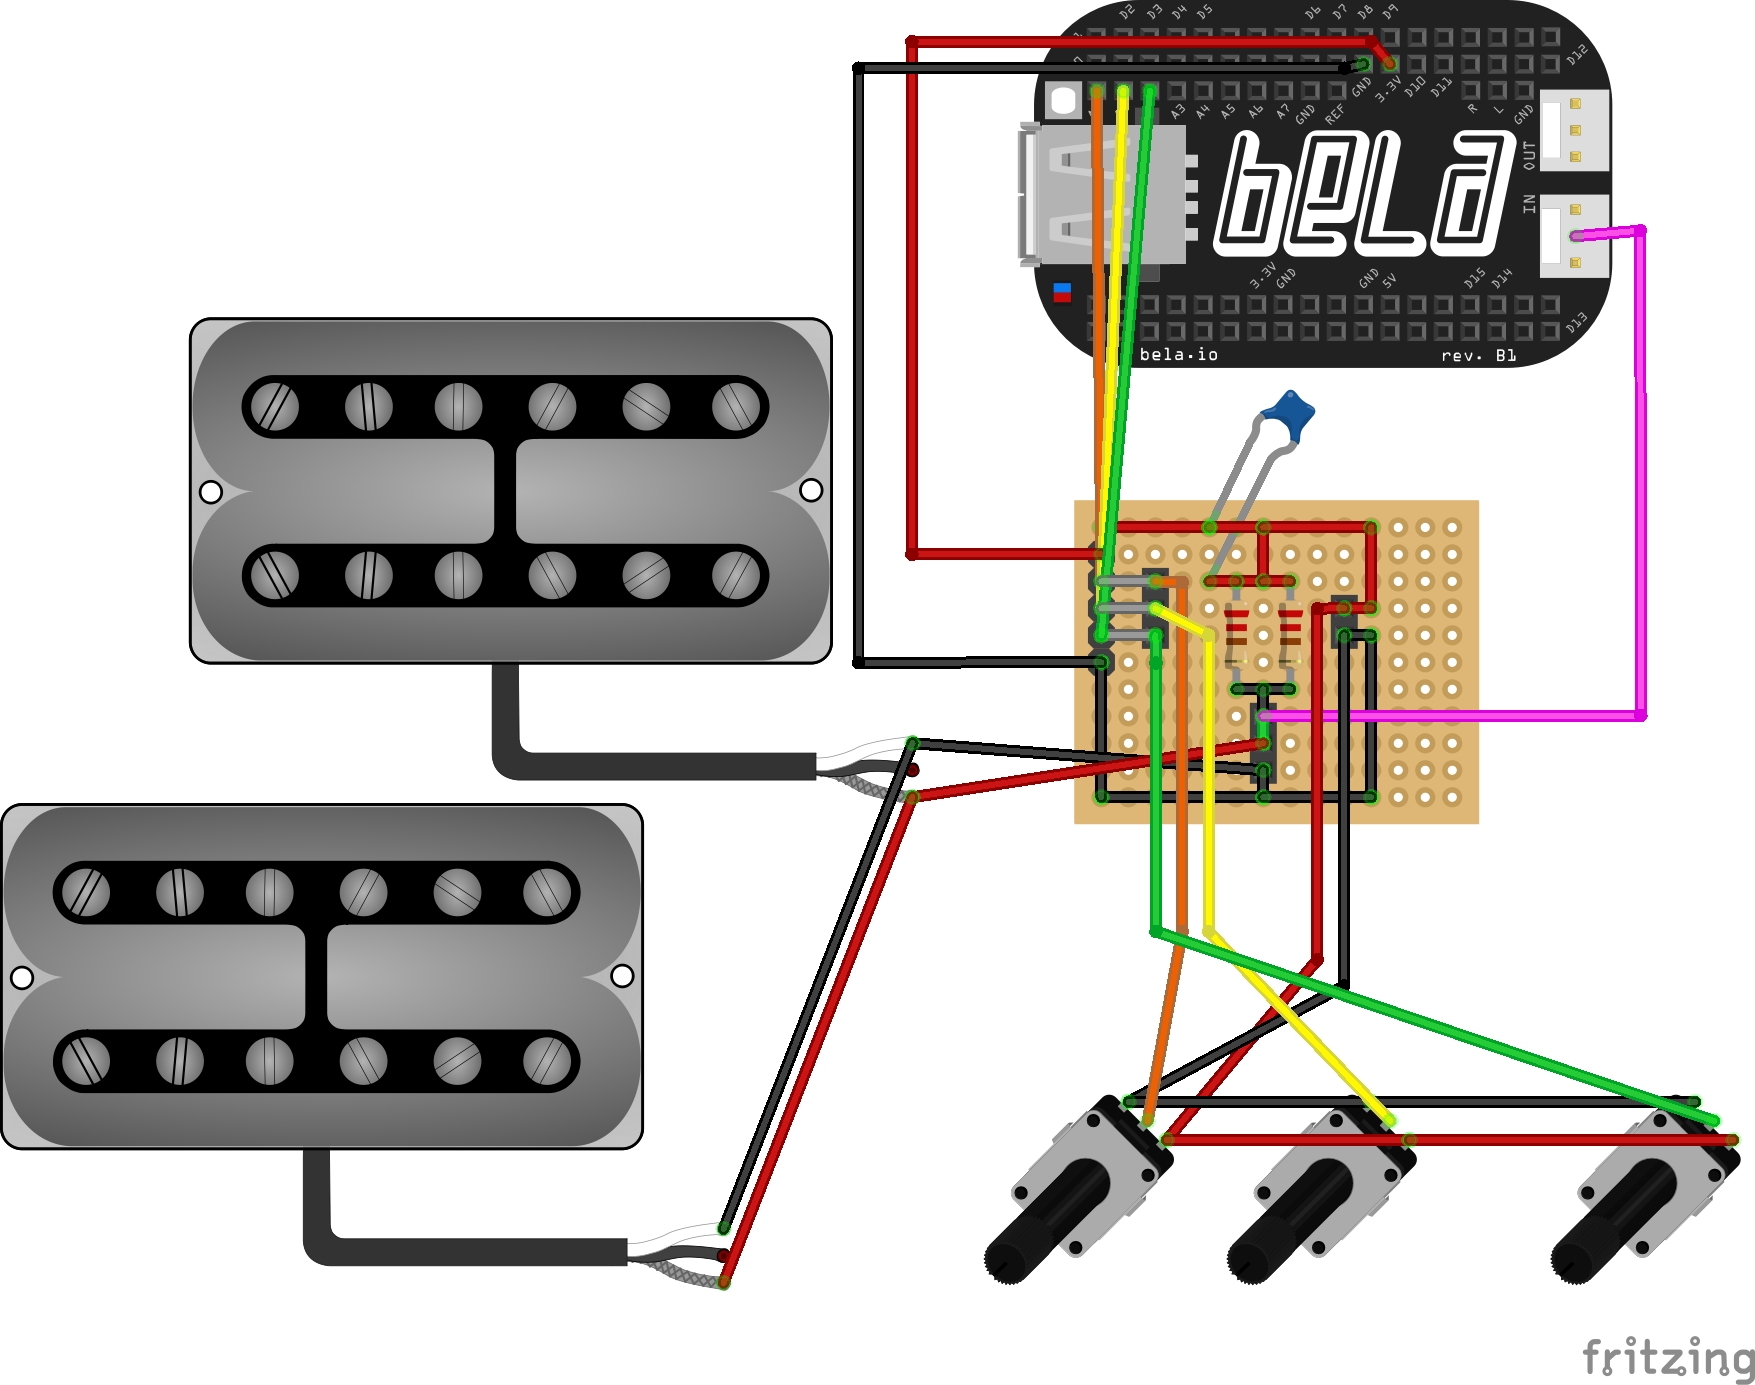 D2 D3 D4 D5 D6 D7 D8 D9
D12
GND 3.3V D10 D11
A3 A4 A5 A6 A7 GND REF R L GND
OUT
bela
IN
3.3V GND GND 5V D15 D14
D13
bela.io rev. B1
fritzing